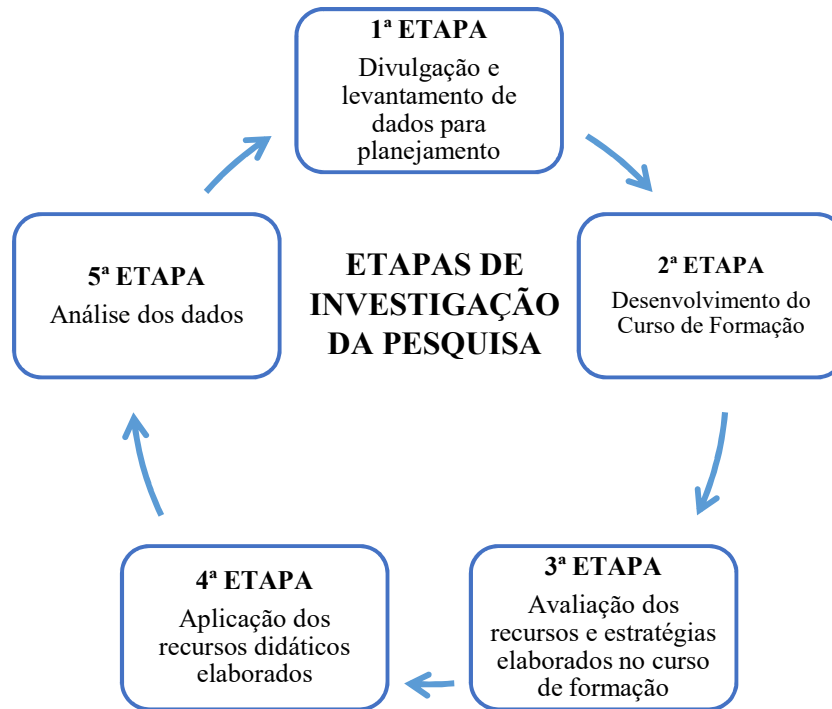 1ª ETAPA
Divulgação e
levantamento de
dados para
planejamento
ETAPAS DE
INVESTIGAÇÃO
DA PESQUISA
2ª ETAPA
Desenvolvimento do
Curso de Formação
3ª ETAPA
Avaliação dos
recursos e estratégias
elaborados no curso
de formação
4ª ETAPA
Aplicação dos
recursos didáticos
elaborados
5ª ETAPA
Análise dos dados